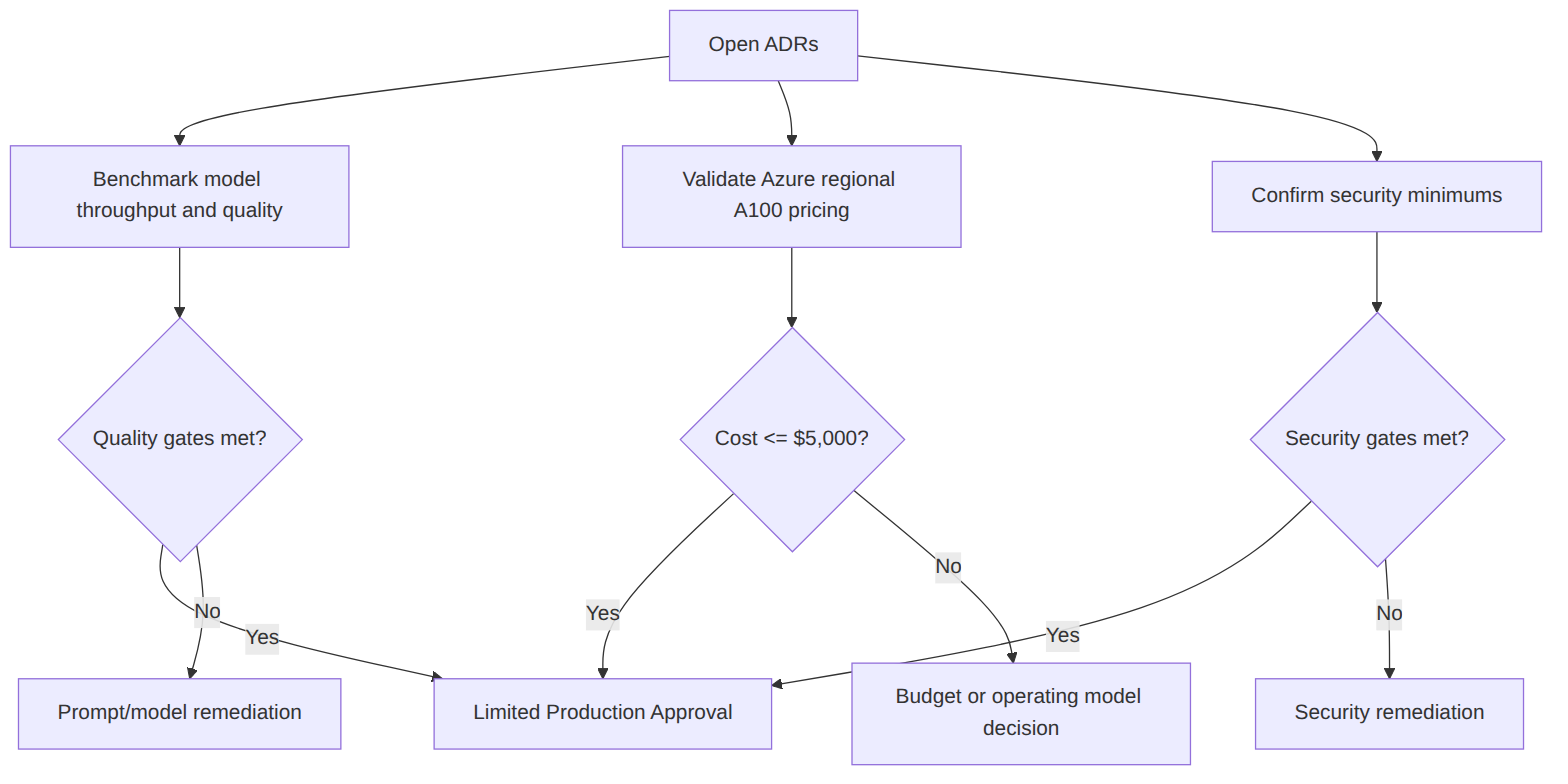 Open ADRs
Benchmark model
throughput and quality
Validate Azure regional
A100 pricing
Confirm security minimums
Quality gates met?
Cost <= $5,000?
Security gates met?
No
Yes
Yes
No
Yes
No
Prompt/model remediation
Limited Production Approval
Budget or operating model
decision
Security remediation